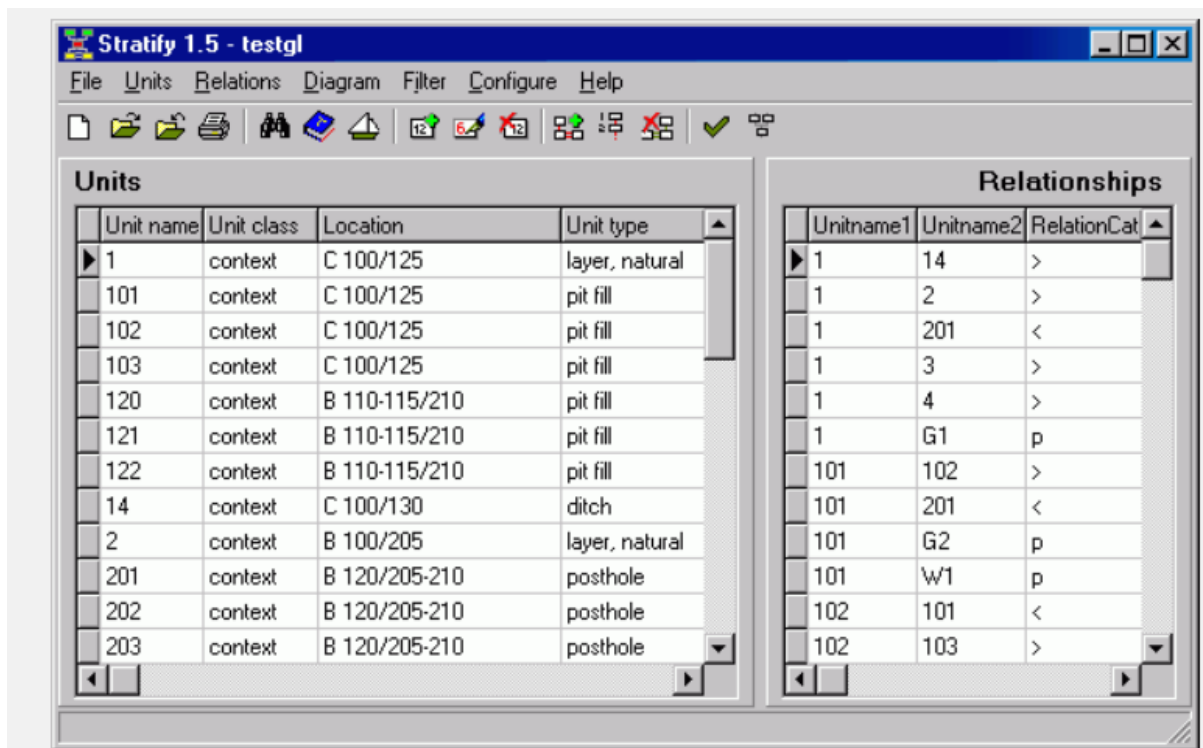 Stratify 1.5 - testgl
File Units Relations Diagram Filter Configure Help
Units
Unit name Unit class Location Unit type
1 context C 100/125 layer, natural
101 context C 100/125 pit fill
102 context C 100/125 pit fill
103 context C 100/125 pit fill
120 context B 110-115/210 pit fill
121 context B 110-115/210 pit fill
122 context B 110-115/210 pit fill
14 context C 100/130 ditch
2 context B 100/205 layer, natural
201 context B 120/205-210 posthole
202 context B 120/205-210 posthole
203 context B 120/205-210 posthole
Relationships
Unitname1 Unitname2 RelationCat
1 14 >
1 2 >
1 201 <
1 3 >
1 4 >
1 G1 p
101 102 >
101 201 <
101 G2 p
101 W1 p
102 101 <
102 103 >